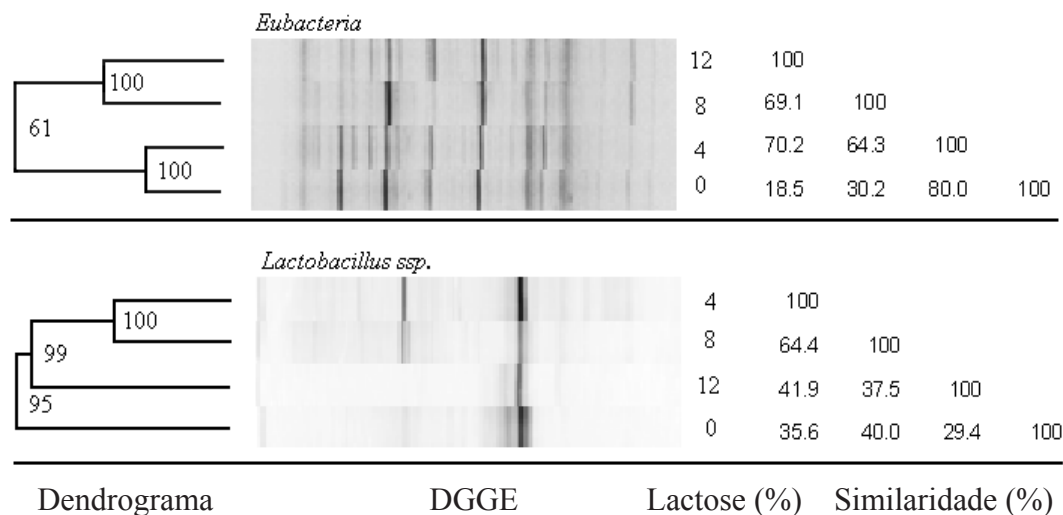 Eubacteria
12 100
100
8 69.1 100
61
4 70.2 64.3 100
100
0 18.5 30.2 80.0 100
Lactobacillus ssp.
4 100
100
8 64.4 100
99
12 41.9 37.5 100
95
0 35.6 40.0 29.4 100
Dendrograma DGGE Lactose (%) Similaridade (%)